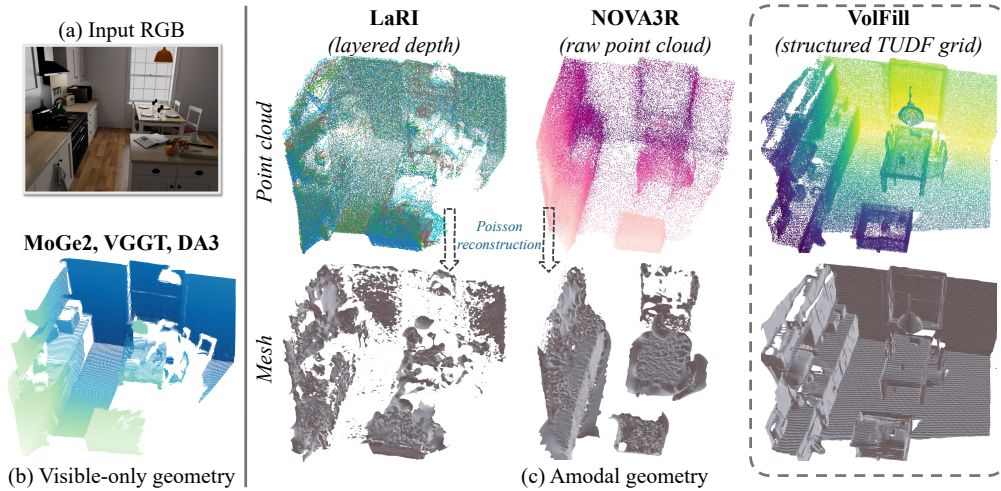 (a) Input RGB
MoGe2, VGGT, DA3
(b) Visible-only geometry
LaRI
(layered depth)
NOVA3R
(raw point cloud)
VolFill
(structured TUDF grid)
Point cloud
Poisson
reconstruction
Mesh
(c) Amodal geometry